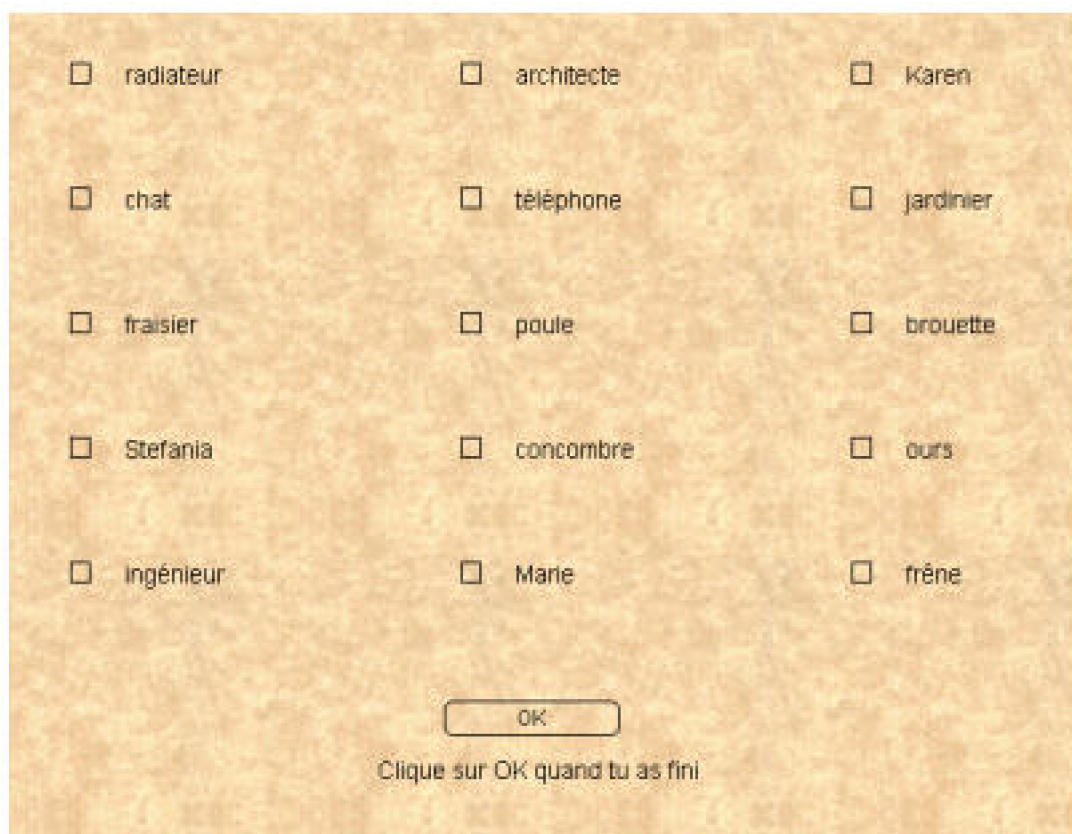 radiateur architecte Karen
chat téléphone jardinier
fraisier poule brouette
Stefania concombre ours
ingénieur Marie frêne
OK
Clique sur OK quand tu as fini